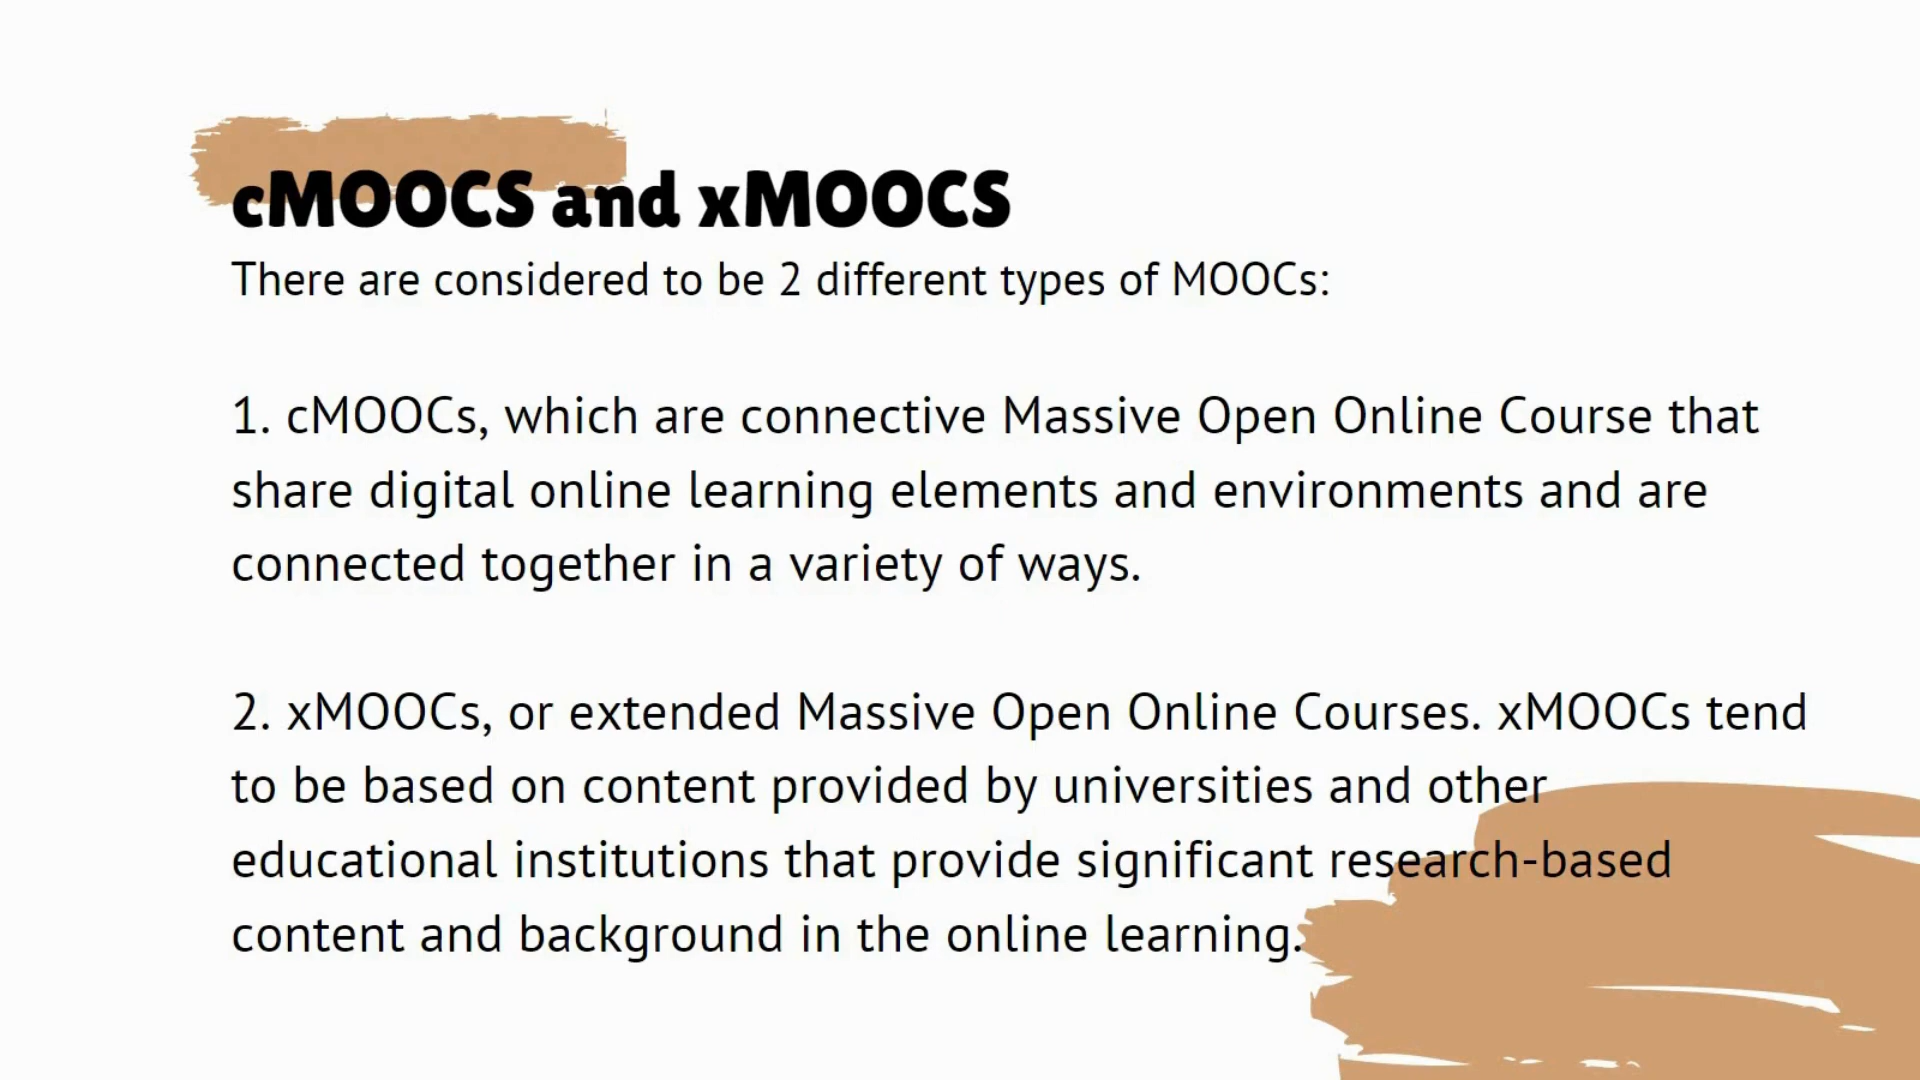 cMOOCS and xMOOCS
There are considered to be 2 different types of MOOCs:
1. cMOOCs, which are connective Massive Open Online Course that
share digital online learning elements and environments and are
connected together in a variety of ways.
2. xMOOCs, or extended Massive Open Online Courses. xMOOCs tend
to be based on content provided by universities and other
educational institutions that provide significant research-based
content and background in the online learning.